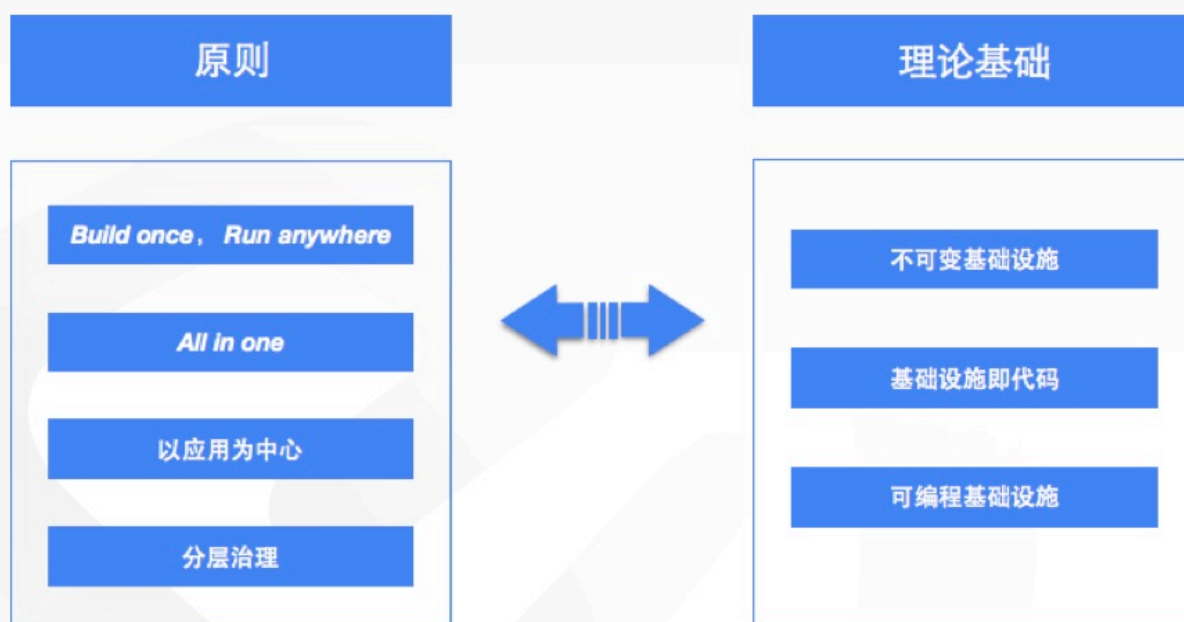 原则
理论基础
Build once，Run anywhere
All in one
以应用为中心
分层治理
不可变基础设施
基础设施即代码
可编程基础设施